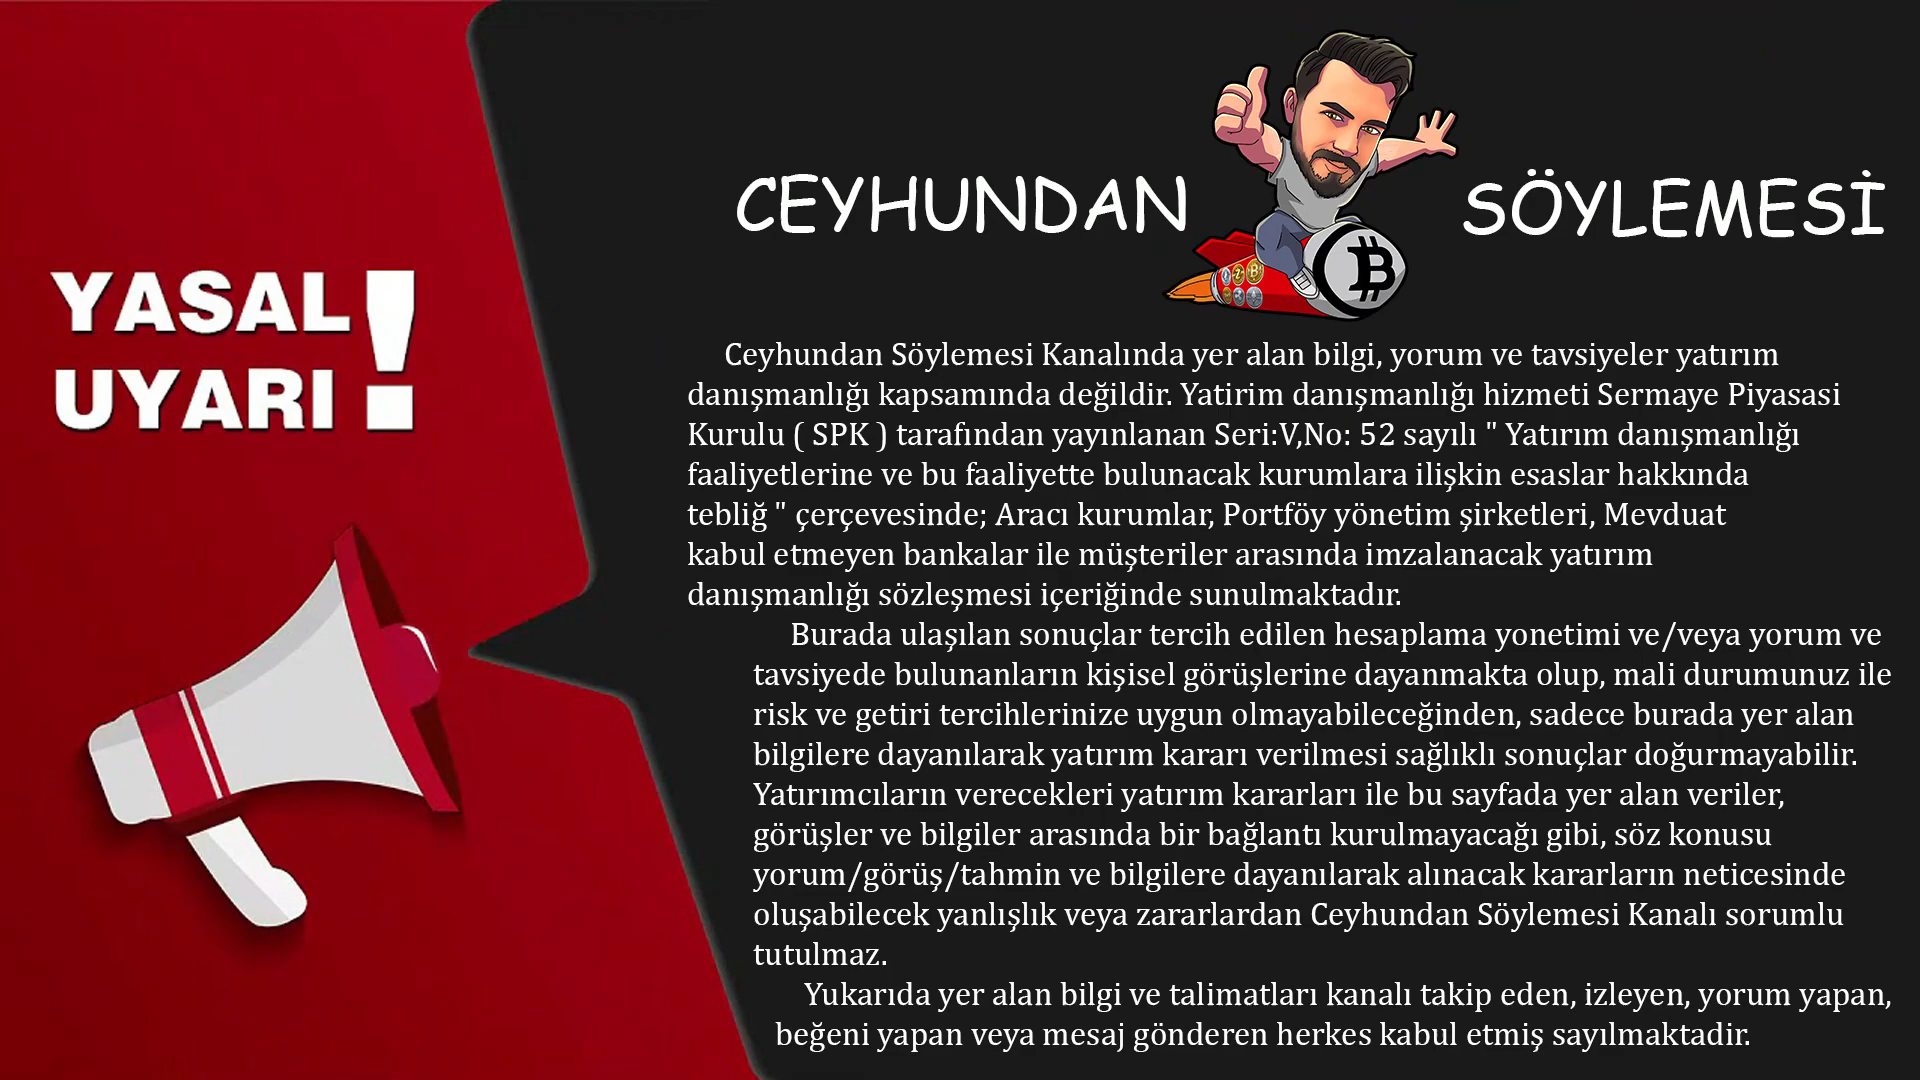 YASAL
UYARI!
CEYHUNDAN SÖYLEMESİ
Ceyhundan Söylemesi Kanalında yer alan bilgi, yorum ve tavsiyeler yatırım
danışmanlığı kapsamında değildir. Yatirim danışmanlığı hizmeti Sermaye Piyasasi
Kurulu ( SPK ) tarafından yayınlanan Seri:V,No: 52 sayılı " Yatırım danışmanlığı
faaliyetlerine ve bu faaliyette bulunacak kurumlara ilişkin esaslar hakkında
tebliğ " çerçevesinde; Aracı kurumlar, Portföy yönetim şirketleri, Mevduat
kabul etmeyen bankalar ile müşteriler arasında imzalanacak yatırım
danışmanlığı sözleşmesi içeriğinde sunulmaktadır.
Burada ulaşılan sonuçlar tercih edilen hesaplama yonetimi ve/veya yorum ve
tavsiyede bulunanların kişisel görüşlerine dayanmakta olup, mali durumunuz ile
risk ve getiri tercihlerinize uygun olmayabileceğinden, sadece burada yer alan
bilgilere dayanılarak yatırım kararı verilmesi sağlıklı sonuçlar doğurmayabilir.
Yatırımcıların verecekleri yatırım kararları ile bu sayfada yer alan veriler,
görüşler ve bilgiler arasında bir bağlantı kurulmayacağı gibi, söz konusu
yorum/görüş/tahmin ve bilgilere dayanılarak alınacak kararların neticesinde
oluşabilecek yanlışlık veya zararlardan Ceyhundan Söylemesi Kanalı sorumlu
tutulmaz.
Yukarıda yer alan bilgi ve talimatları kanalı takip eden, izleyen, yorum yapan,
beğeni yapan veya mesaj gönderen herkes kabul etmiş sayılmaktadir.